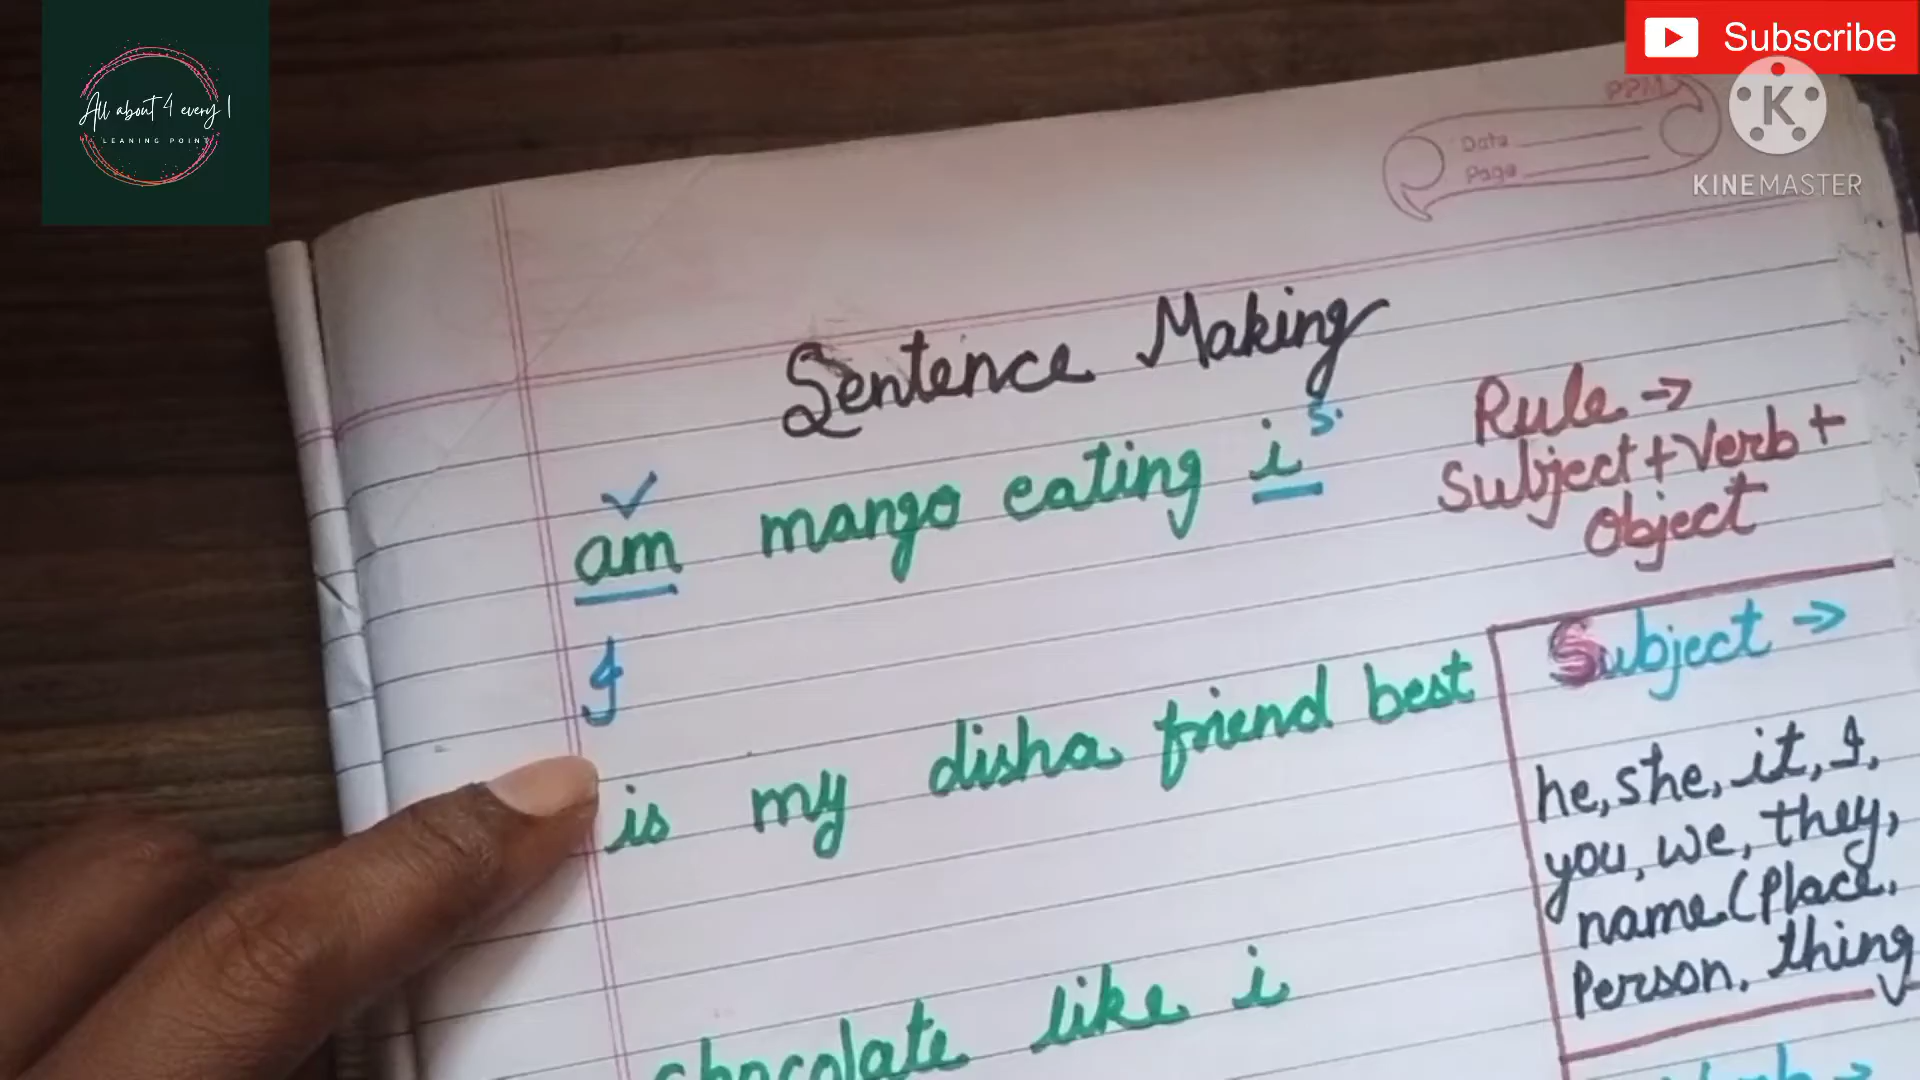 All about 4 every 1
LEANING POINT
Subscribe
K
KINEMASTER
PPM
Date
Page
Sentence Making
s.
am mango eating i
I
is my disha friend best
chocolate like i
Rule →
Subject + Verb +
Object
Subject →
he, she, it, I,
you, we, they,
name (Place,
Person, thing